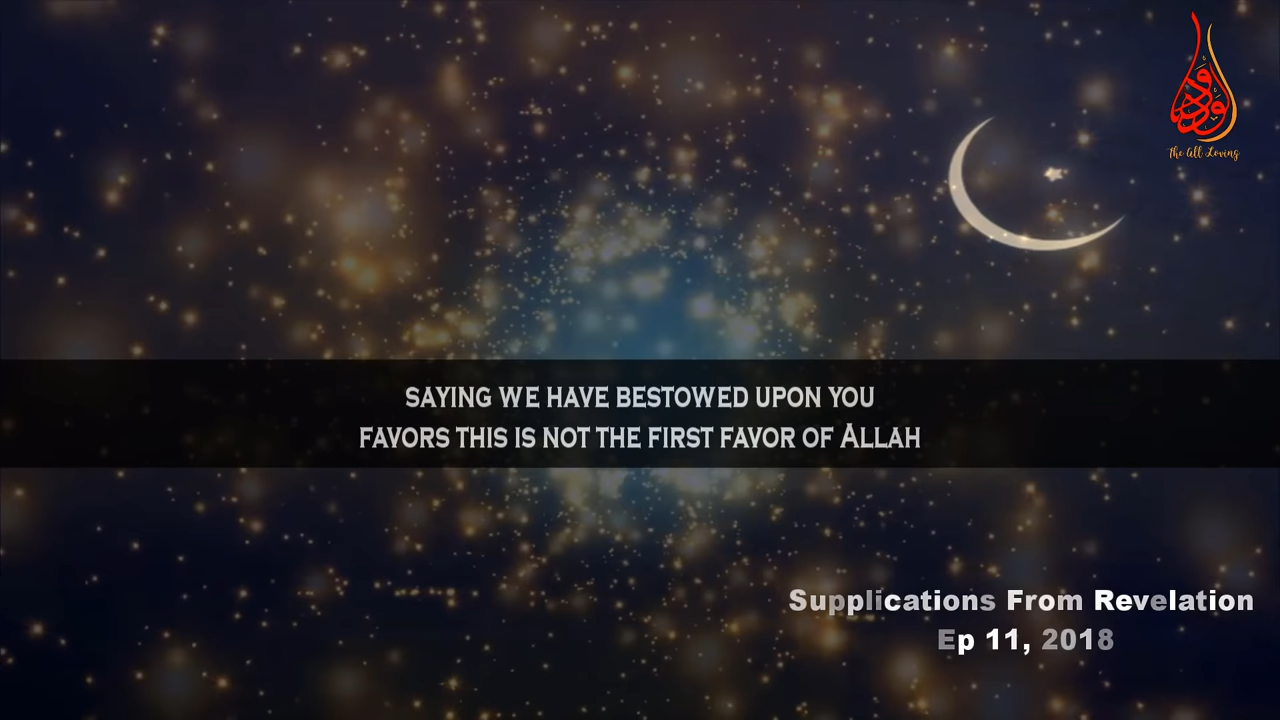 الودود
The All Loving
SAYING WE HAVE BESTOWED UPON YOU
FAVORS THIS IS NOT THE FIRST FAVOR OF ALLAH
Supplications From Revelation
Ep 11, 2018